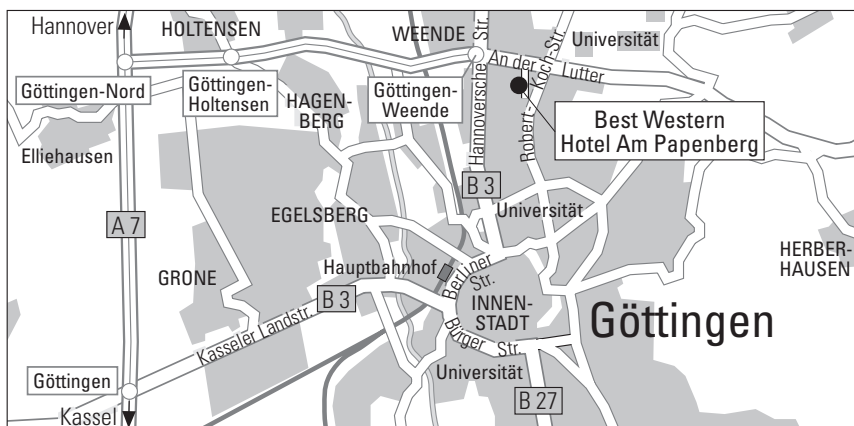 Hannover
HOLTENSEN
WEENDE
Hannoversche Str.
An der Lutter
Robert-Koch-Str.
Universität
Göttingen-Nord
Göttingen-
Holtensen
HAGEN-
BERG
Göttingen-
Weende
Best Western
Hotel Am Papenberg
Elliehausen
B 3
A 7
EGELSBERG
Universität
HERBER-
HAUSEN
GRONE
Hauptbahnhof
Berliner Str.
B 3
INNEN-
STADT
Göttingen
Kasseler Landstr.
Bürger Str.
Göttingen
Universität
B 27
Kassel